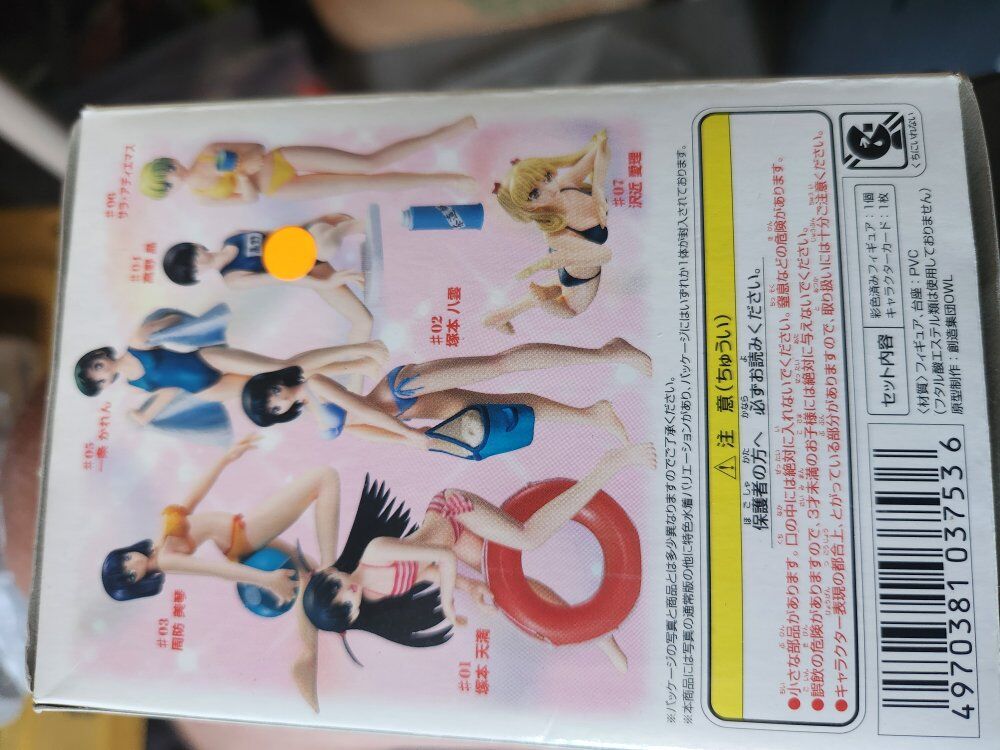 #06
サラ・アディエマス
#04
高野 晶
#05
一条 かれん
#03
周防 美琴
#02
塚本 八雲
#07
沢近 愛理
#01
塚本 天満
※パッケージの写真と商品とは多少異なりますのでご了承ください。
※本商品には写真の通常版の他に特色水着バリエーションがあり、パッケージにはいずれか1体が封入されております。
⚠ 注 意(ちゅうい)
保護者の方へ 必ずお読みください。
●小さな部品があります。口の中には絶対に入れないでください。窒息などの危険があります。
●誤飲の危険がありますので、3才未満のお子様には絶対に与えないでください。
●キャラクター表現の都合上、とがっている部分がありますので、取り扱いには十分ご注意ください。
くちにいれない
セット内容
彩色済みフィギュア：1個
キャラクターカード：1枚
〈材質〉フィギュア、台座：PVC
(フタル酸エステル類は使用しておりません)
原型制作：創造集団OWL
4970381037536